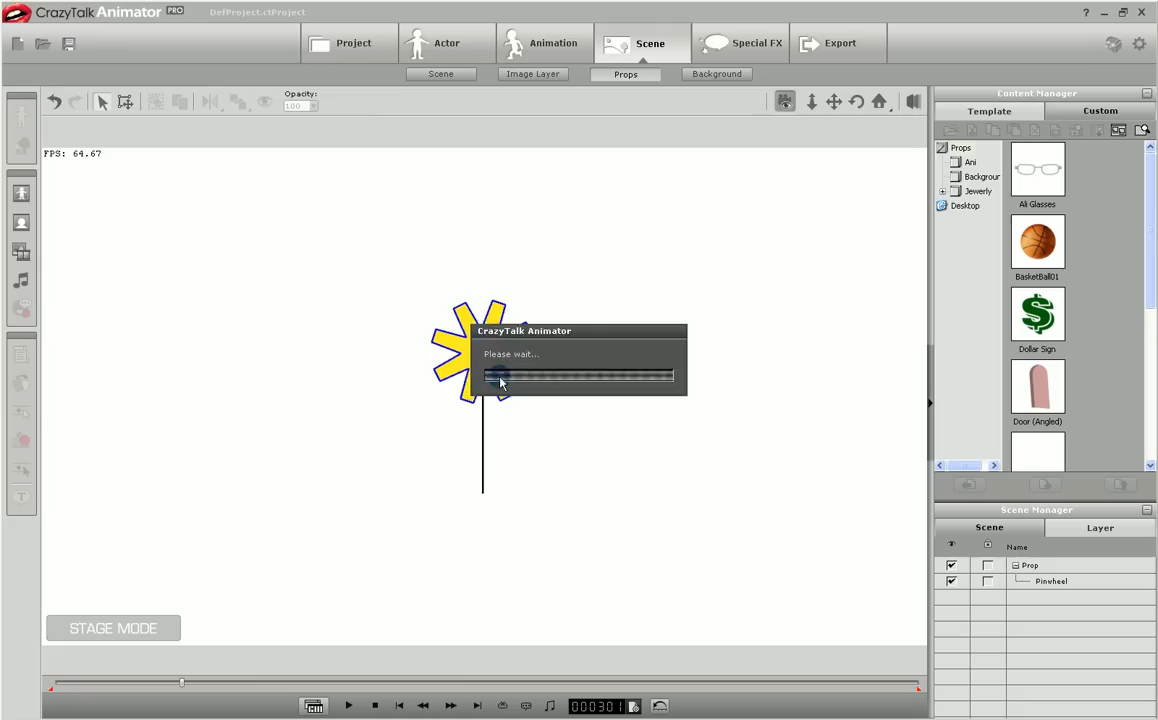 CrazyTalk Animator PRO DefProject.ctProject
?
Project
Actor
Animation
Scene
Special FX
Export
Scene
Image Layer
Props
Background
Opacity:
100
FPS: 64.67
Content Manager
Template
Custom
Props
Ani
Backgrour
Jewerly
Desktop
Ali Glasses
BasketBall01
Dollar Sign
Door (Angled)
CrazyTalk Animator
Please wait...
Scene Manager
Scene
Layer
Name
Prop
Pinwheel
STAGE MODE
000301